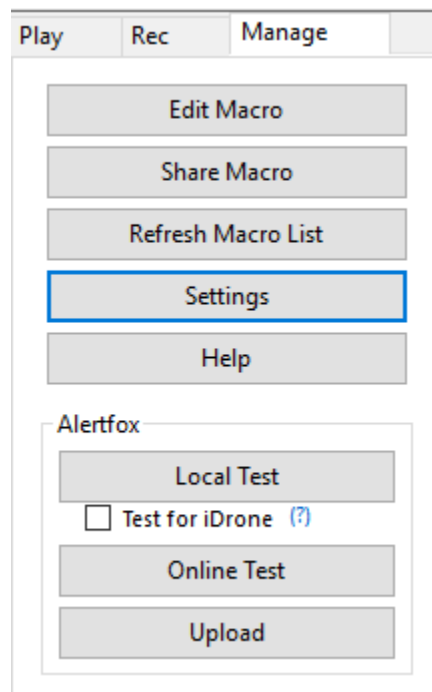 Play Rec Manage
Edit Macro
Share Macro
Refresh Macro List
Settings
Help
Alertfox
Local Test
Test for iDrone (?)
Online Test
Upload